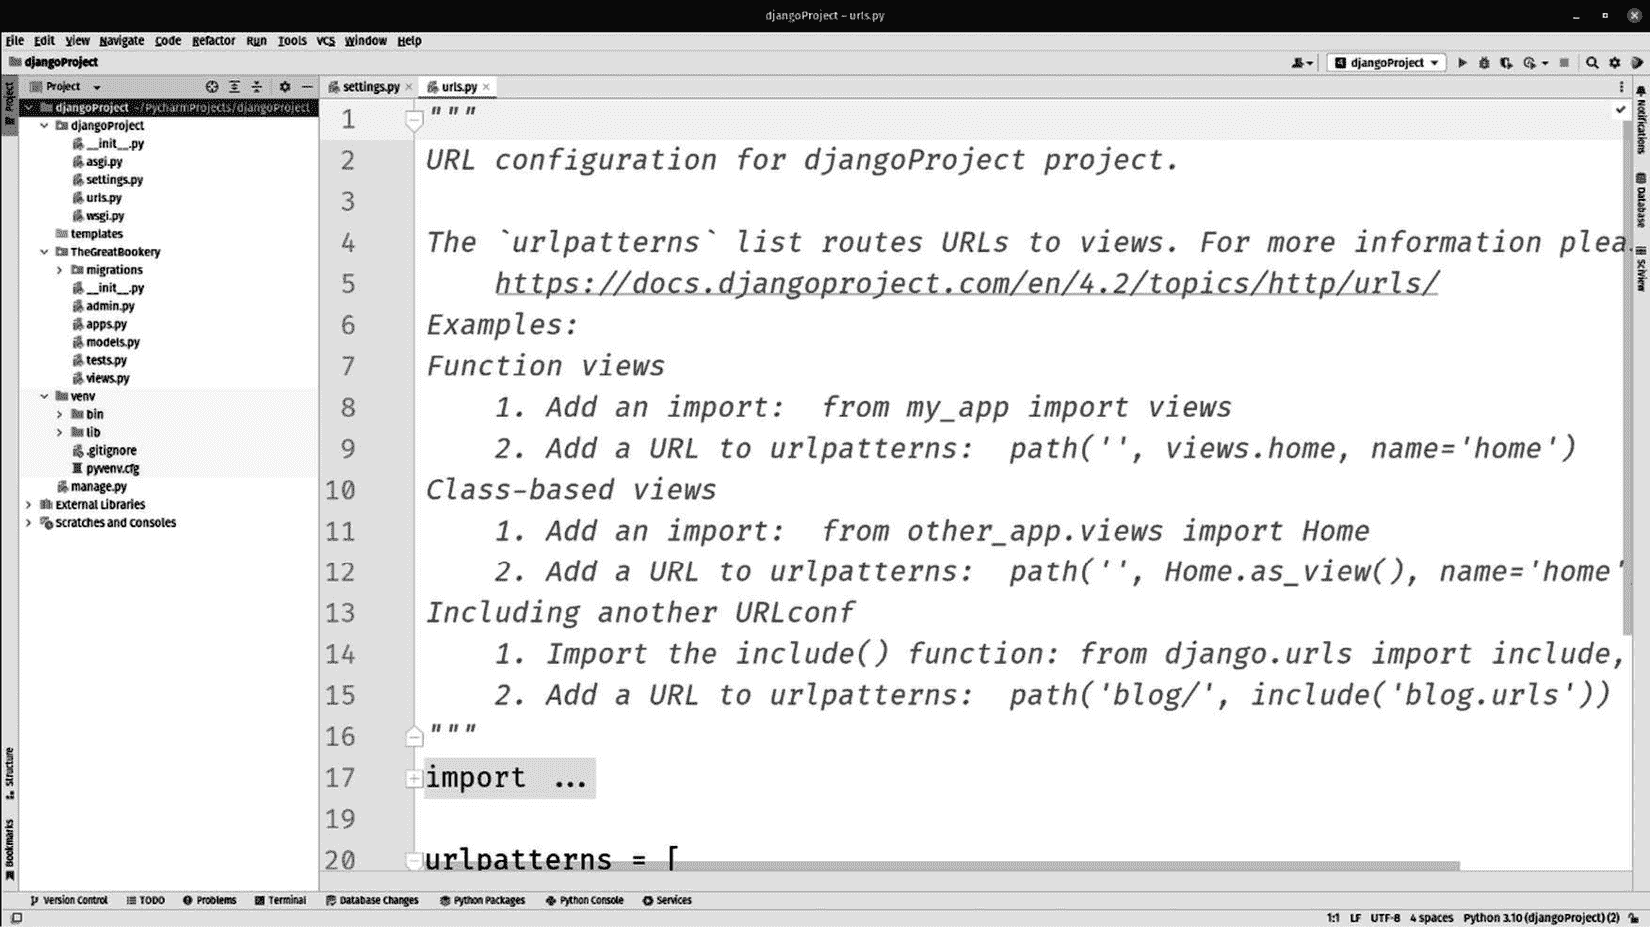 djangoProject – urls.py
File Edit View Navigate Code Refactor Run Tools VCS Window Help
djangoProject
djangoProject
Project
settings.py
urls.py
djangoProject ~/PycharmProjects/djangoProject
djangoProject
__init__.py
asgi.py
settings.py
urls.py
wsgi.py
templates
TheGreatBookery
migrations
__init__.py
admin.py
apps.py
models.py
tests.py
views.py
venv
bin
lib
.gitignore
pyvenv.cfg
manage.py
External Libraries
Scratches and Consoles
1 """
2 URL configuration for djangoProject project.
3
4 The `urlpatterns` list routes URLs to views. For more information plea
5 https://docs.djangoproject.com/en/4.2/topics/http/urls/
6 Examples:
7 Function views
8 1. Add an import:  from my_app import views
9 2. Add a URL to urlpatterns:  path('', views.home, name='home')
10 Class-based views
11 1. Add an import:  from other_app.views import Home
12 2. Add a URL to urlpatterns:  path('', Home.as_view(), name='home'
13 Including another URLconf
14 1. Import the include() function: from django.urls import include,
15 2. Add a URL to urlpatterns:  path('blog/', include('blog.urls'))
16 """
17 import ...
19
20 urlpatterns = [
Project
Structure
Bookmarks
Notifications
Database
SciView
Version Control TODO Problems Terminal Database Changes Python Packages Python Console Services
1:1 LF UTF-8 4 spaces Python 3.10 (djangoProject) (2)